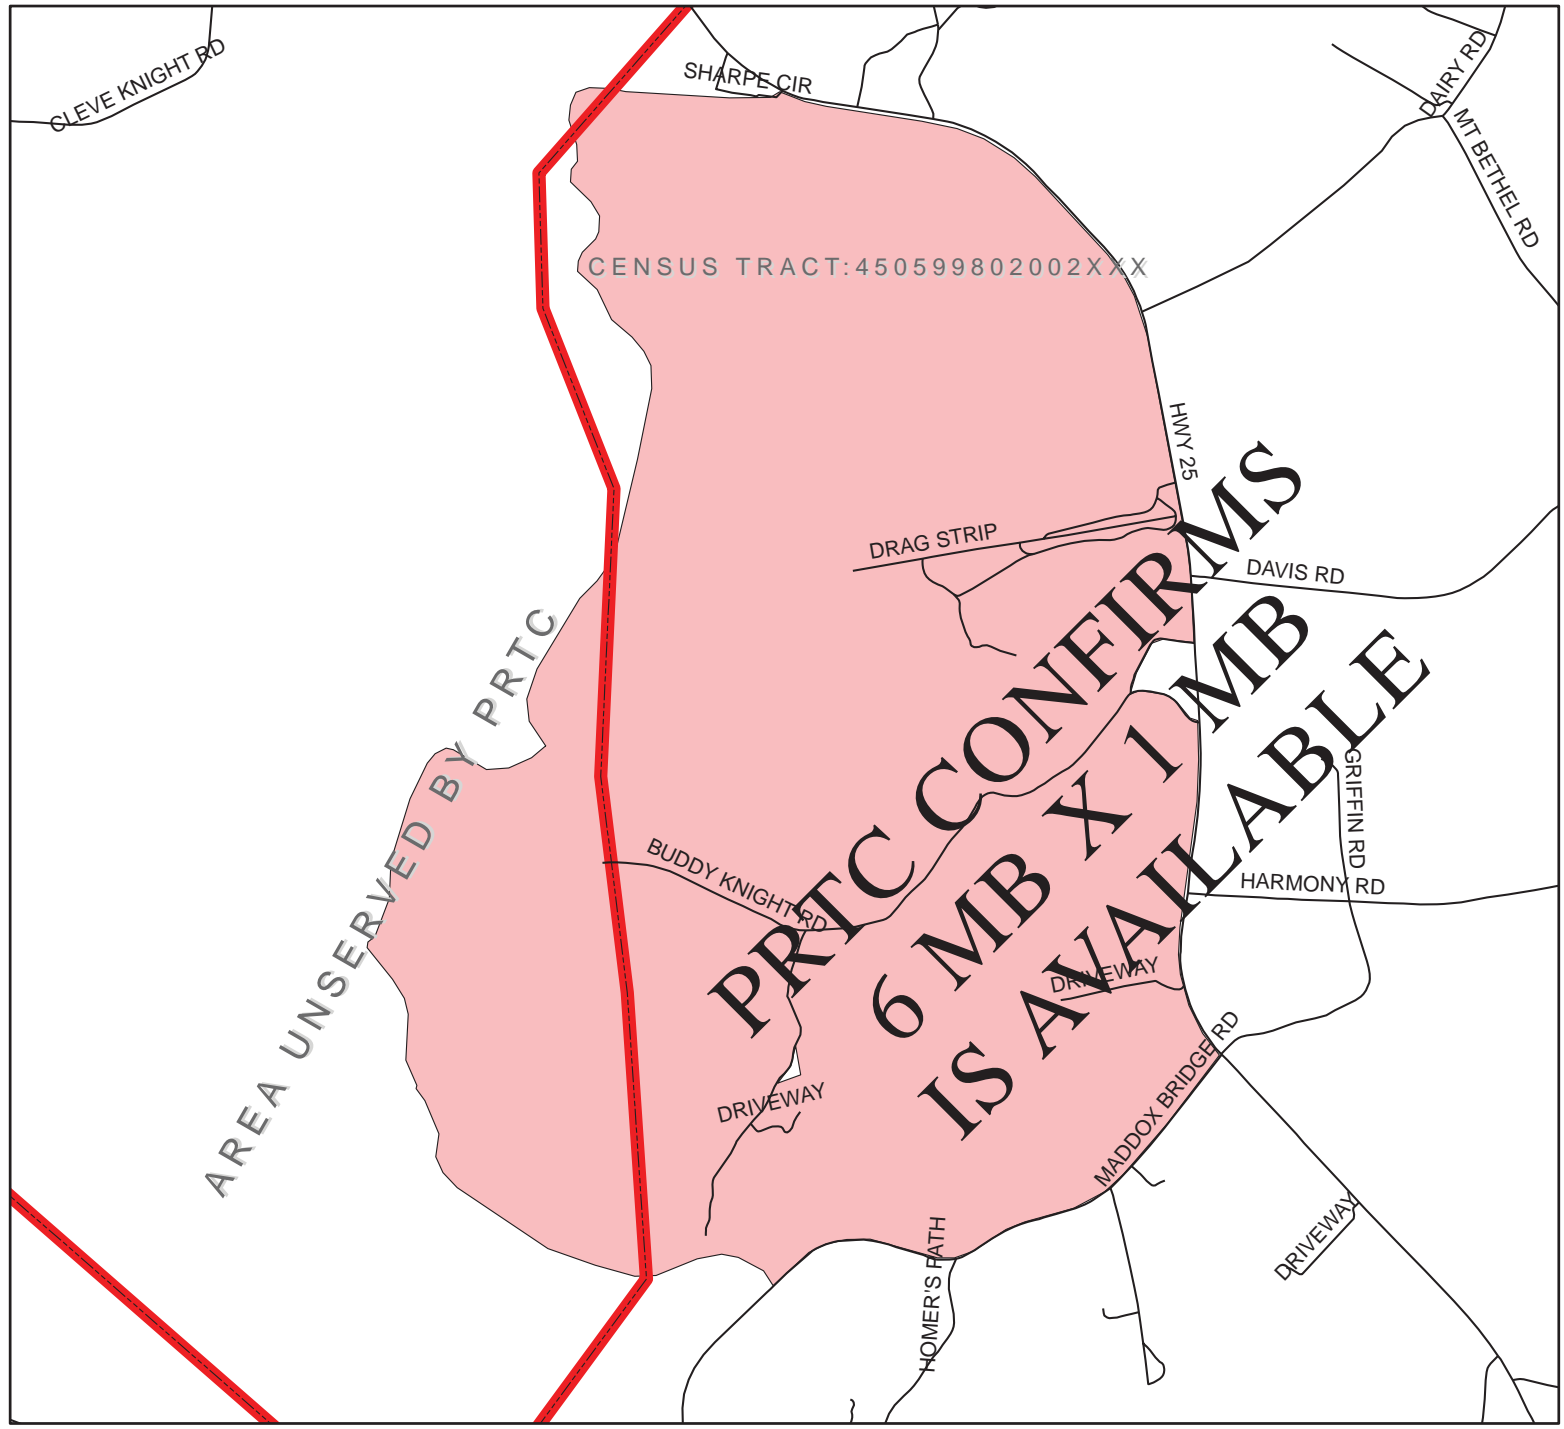 CLEVE KNIGHT RD
SHARPE CIR
DAIRY RD
MT BETHEL RD
CENSUS TRACT:450599802002XXX
HWY 25
DRAG STRIP
DAVIS RD
AREA UNSERVED BY PRTC
PRTC CONFIRMS
6 MB X 1 MB
IS AVAILABLE
GRIFFIN RD
BUDDY KNIGHT RD
HARMONY RD
DRIVEWAY
DRIVEWAY
MADDOX BRIDGE RD
DRIVEWAY
HOMER'S PATH